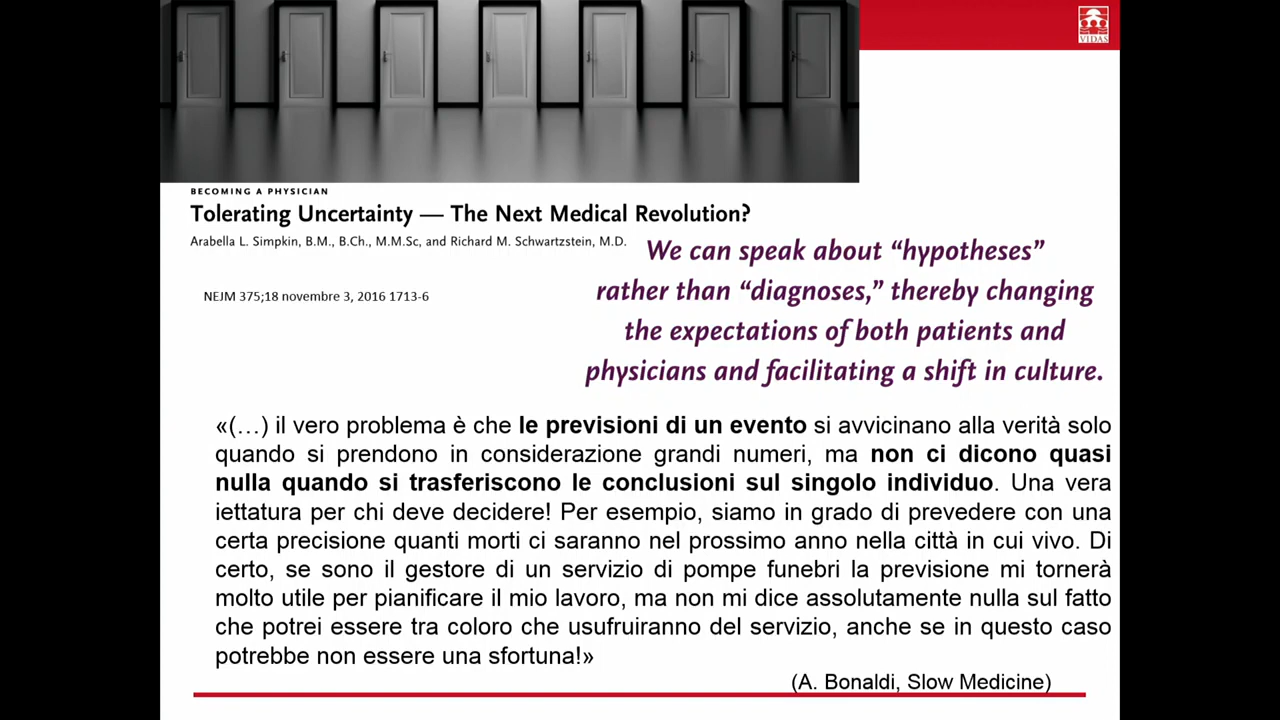 VIDAS
BECOMING A PHYSICIAN
Tolerating Uncertainty — The Next Medical Revolution?
Arabella L. Simpkin, B.M., B.Ch., M.M.Sc, and Richard M. Schwartzstein, M.D.
We can speak about “hypotheses”
rather than “diagnoses,” thereby changing
the expectations of both patients and
physicians and facilitating a shift in culture.
NEJM 375;18 novembre 3, 2016 1713-6
«(…) il vero problema è che le previsioni di un evento si avvicinano alla verità solo
quando si prendono in considerazione grandi numeri, ma non ci dicono quasi
nulla quando si trasferiscono le conclusioni sul singolo individuo. Una vera
iettatura per chi deve decidere! Per esempio, siamo in grado di prevedere con una
certa precisione quanti morti ci saranno nel prossimo anno nella città in cui vivo. Di
certo, se sono il gestore di un servizio di pompe funebri la previsione mi tornerà
molto utile per pianificare il mio lavoro, ma non mi dice assolutamente nulla sul fatto
che potrei essere tra coloro che usufruiranno del servizio, anche se in questo caso
potrebbe non essere una sfortuna!»
(A. Bonaldi, Slow Medicine)